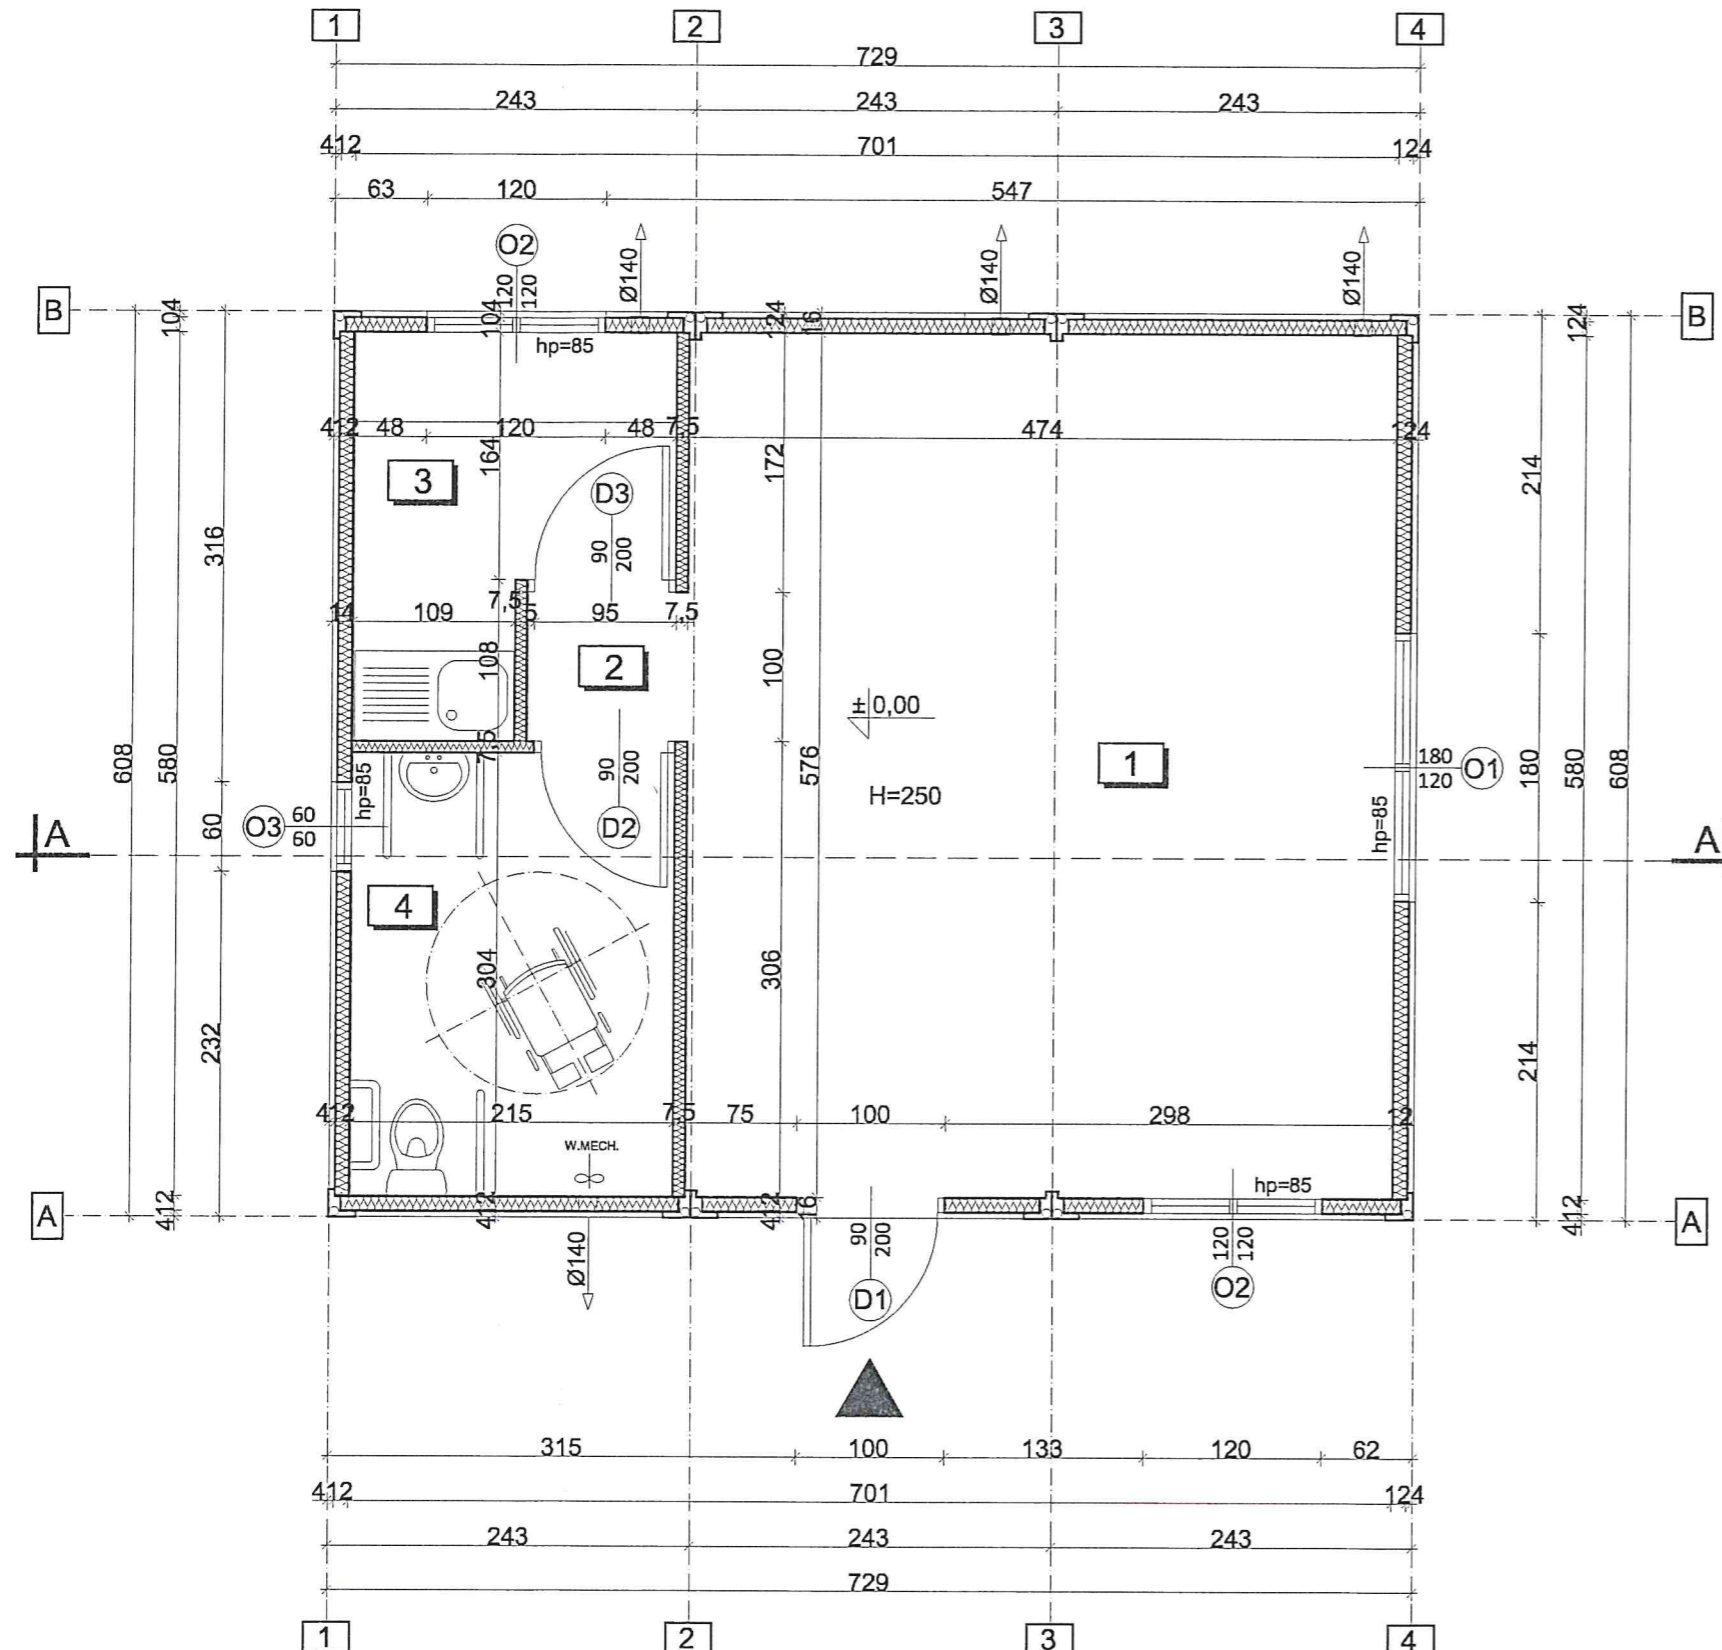 1 2 3 4
729
243 243 243
412 701 124
63 120 547
O2
120
120
Ø140 Ø140 Ø140
B B
104 104 124 16 124
hp=85
412 48 120 48 7,5 474 124
164 172 214
3
D3
90
200
316
7,5
14 109 5 95 7,5
108 100
2
±0,00
608 580 7,5 576 1 180 580 608
90
200
180
120
O1
hp=85
H=250
hp=85
O3
60
60
60
D2
A A
4
304 306
232 214
412 215 7,5 75 100 298 12
W.MECH.
hp=85
A A
412 412 412 16 412
Ø140
90
200
120
120
D1 O2
315 100 133 120 62
412 701 124
243 243 243
729
1 2 3 4